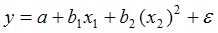 y = a + b₁x₁ + b₂(x₂)² + ε